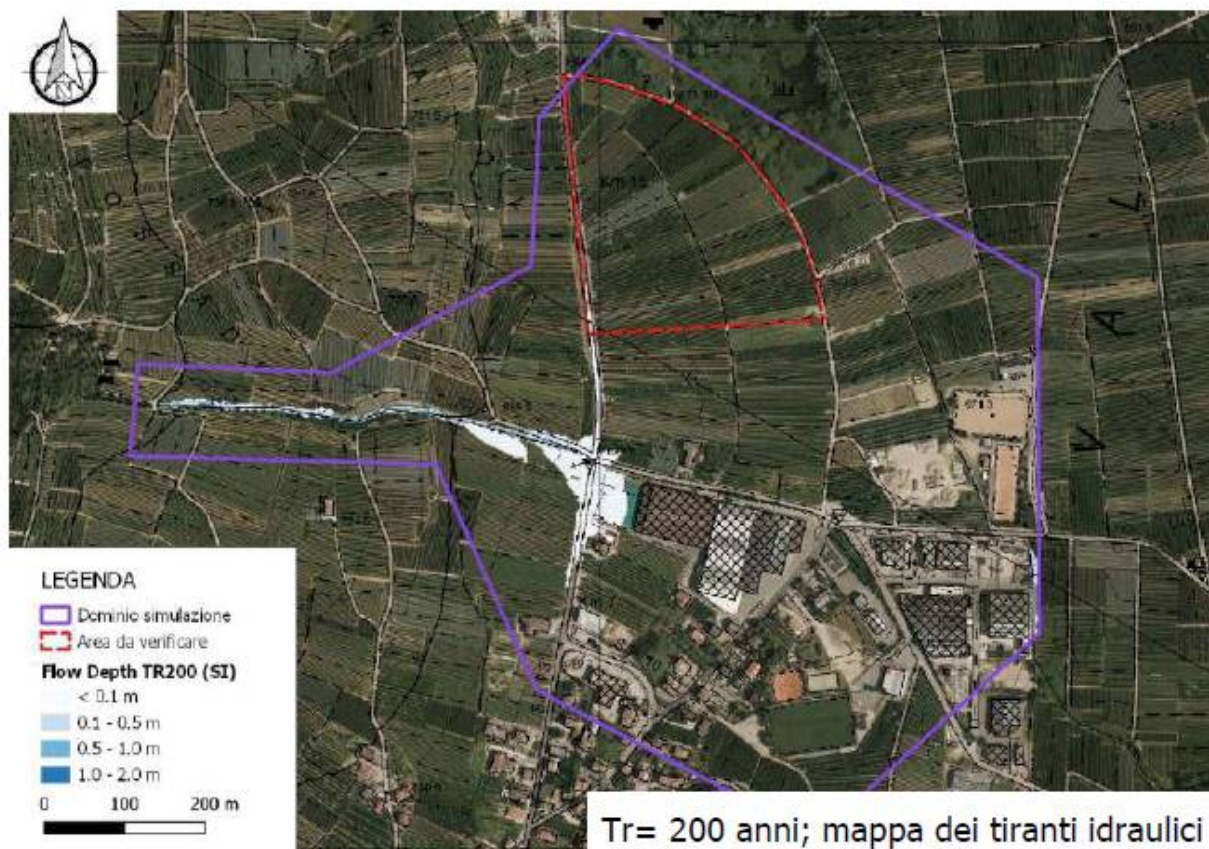 N
LEGENDA
Dominio simulazione
Area da verificare
Flow Depth TR200 (SI)
< 0.1 m
0.1 - 0.5 m
0.5 - 1.0 m
1.0 - 2.0 m
0 100 200 m
Tr= 200 anni; mappa dei tiranti idraulici
V A L